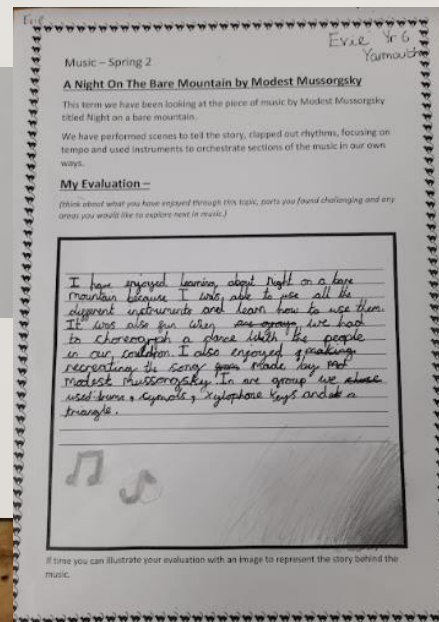 Evie
Evie Yr 6
Yarmouth
Music – Spring 2
A Night On The Bare Mountain by Modest Mussorgsky
This term we have been looking at the piece of music by Modest Mussorgsky
titled Night on a bare mountain.
We have performed scenes to tell the story, clapped out rhythms, focusing on
tempo and used instruments to orchestrate sections of the music in our own
ways.
My Evaluation –
(think about what you have enjoyed through this topic, parts you found challenging and any
areas you would like to explore next in music.)
I have enjoyed learning about Night on a bare
mountain because I was, able to use all the
different instruments and learn how to use them.
It was also fun when we had
to choreograph a dance with the people
in our I also enjoyed making
recreating the song made by
modest mussorgsky. In are group we
used drums, cymols, xylophone keys and a
triangle.
If time you can illustrate your evaluation with an image to represent the story behind the
music.